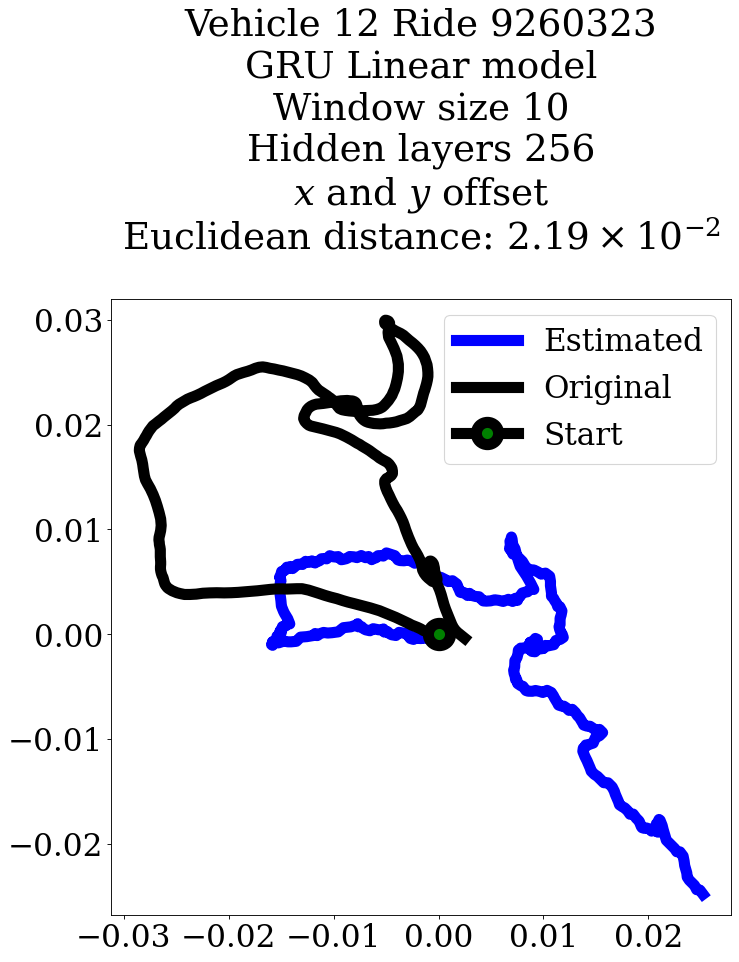 Vehicle 12 Ride 9260323
GRU Linear model
Window size 10
Hidden layers 256
x and y offset
Euclidean distance: 2.19 × 10⁻²
Estimated
Original
Start
0.03
0.02
0.01
0.00
−0.01
−0.02
−0.03 −0.02 −0.01 0.00 0.01 0.02